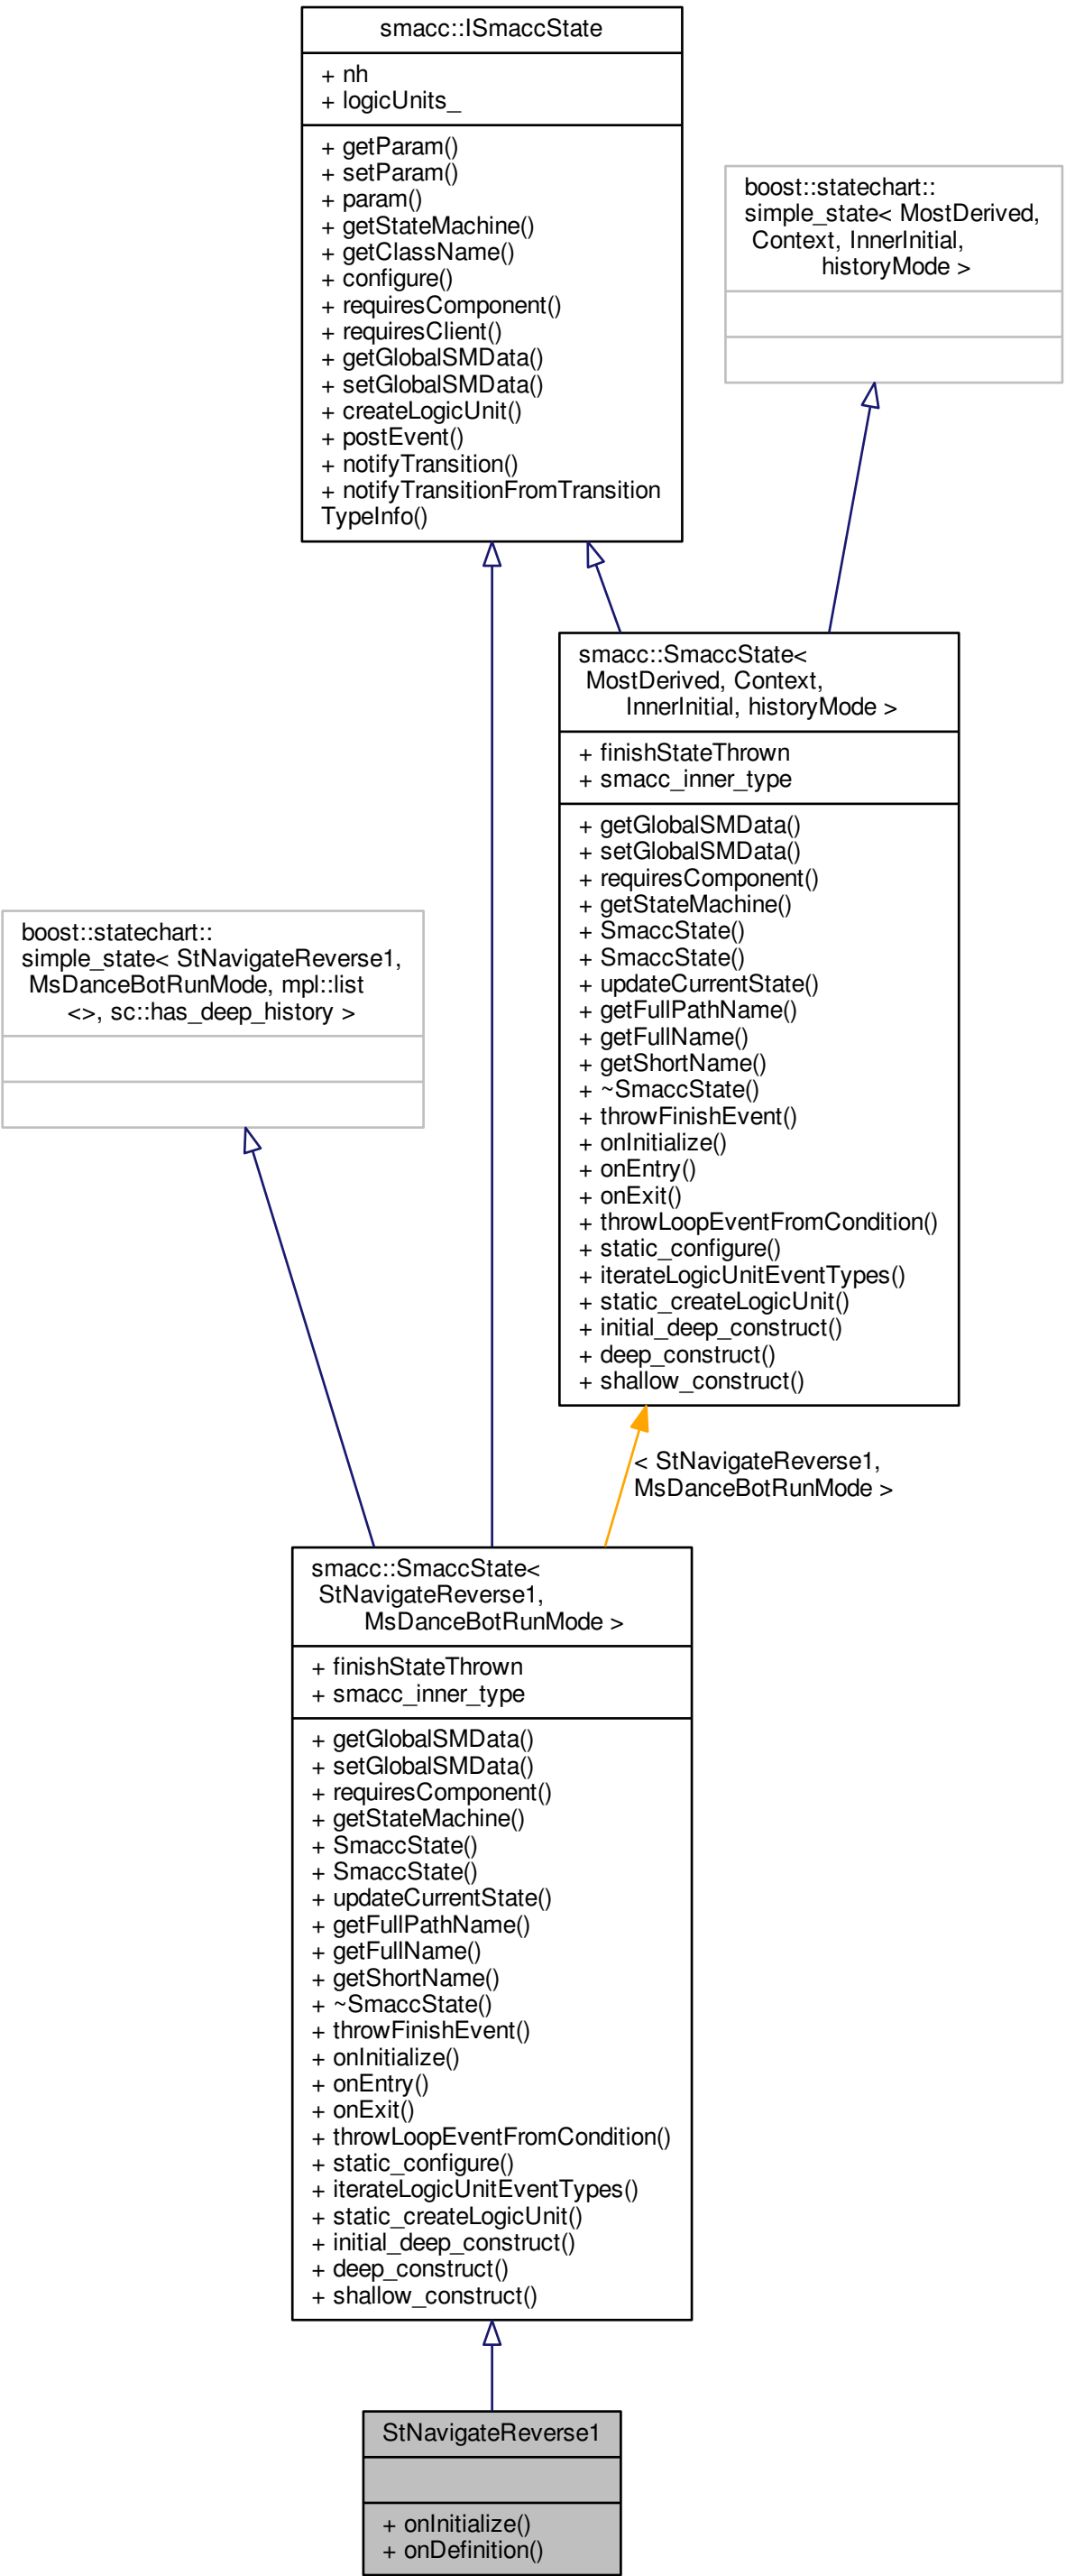 smacc::ISmaccState
+ nh
+ logicUnits_
+ getParam()
+ setParam()
+ param()
+ getStateMachine()
+ getClassName()
+ configure()
+ requiresComponent()
+ requiresClient()
+ getGlobalSMData()
+ setGlobalSMData()
+ createLogicUnit()
+ postEvent()
+ notifyTransition()
+ notifyTransitionFromTransition
TypeInfo()
boost::statechart::
simple_state< MostDerived,
Context, InnerInitial,
historyMode >
smacc::SmaccState<
MostDerived, Context,
InnerInitial, historyMode >
+ finishStateThrown
+ smacc_inner_type
+ getGlobalSMData()
+ setGlobalSMData()
+ requiresComponent()
+ getStateMachine()
+ SmaccState()
+ SmaccState()
+ updateCurrentState()
+ getFullPathName()
+ getFullName()
+ getShortName()
+ ~SmaccState()
+ throwFinishEvent()
+ onInitialize()
+ onEntry()
+ onExit()
+ throwLoopEventFromCondition()
+ static_configure()
+ iterateLogicUnitEventTypes()
+ static_createLogicUnit()
+ initial_deep_construct()
+ deep_construct()
+ shallow_construct()
boost::statechart::
simple_state< StNavigateReverse1,
MsDanceBotRunMode, mpl::list
<>, sc::has_deep_history >
< StNavigateReverse1,
MsDanceBotRunMode >
smacc::SmaccState<
StNavigateReverse1,
MsDanceBotRunMode >
+ finishStateThrown
+ smacc_inner_type
+ getGlobalSMData()
+ setGlobalSMData()
+ requiresComponent()
+ getStateMachine()
+ SmaccState()
+ SmaccState()
+ updateCurrentState()
+ getFullPathName()
+ getFullName()
+ getShortName()
+ ~SmaccState()
+ throwFinishEvent()
+ onInitialize()
+ onEntry()
+ onExit()
+ throwLoopEventFromCondition()
+ static_configure()
+ iterateLogicUnitEventTypes()
+ static_createLogicUnit()
+ initial_deep_construct()
+ deep_construct()
+ shallow_construct()
StNavigateReverse1
+ onInitialize()
+ onDefinition()